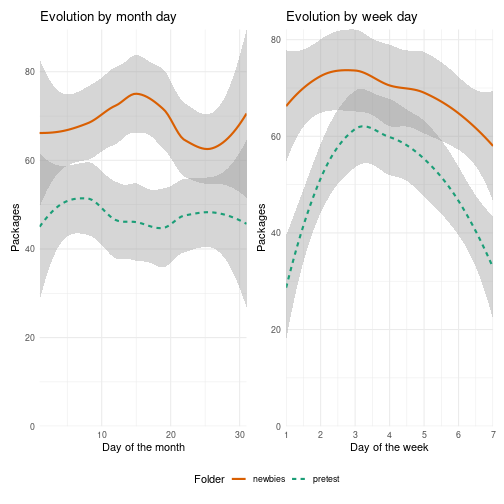 Evolution by month day
Packages
80
60
40
20
0
10
20
30
Day of the month
Evolution by week day
Packages
80
60
40
20
0
1
2
3
4
5
6
7
Day of the week
Folder
newbies
pretest